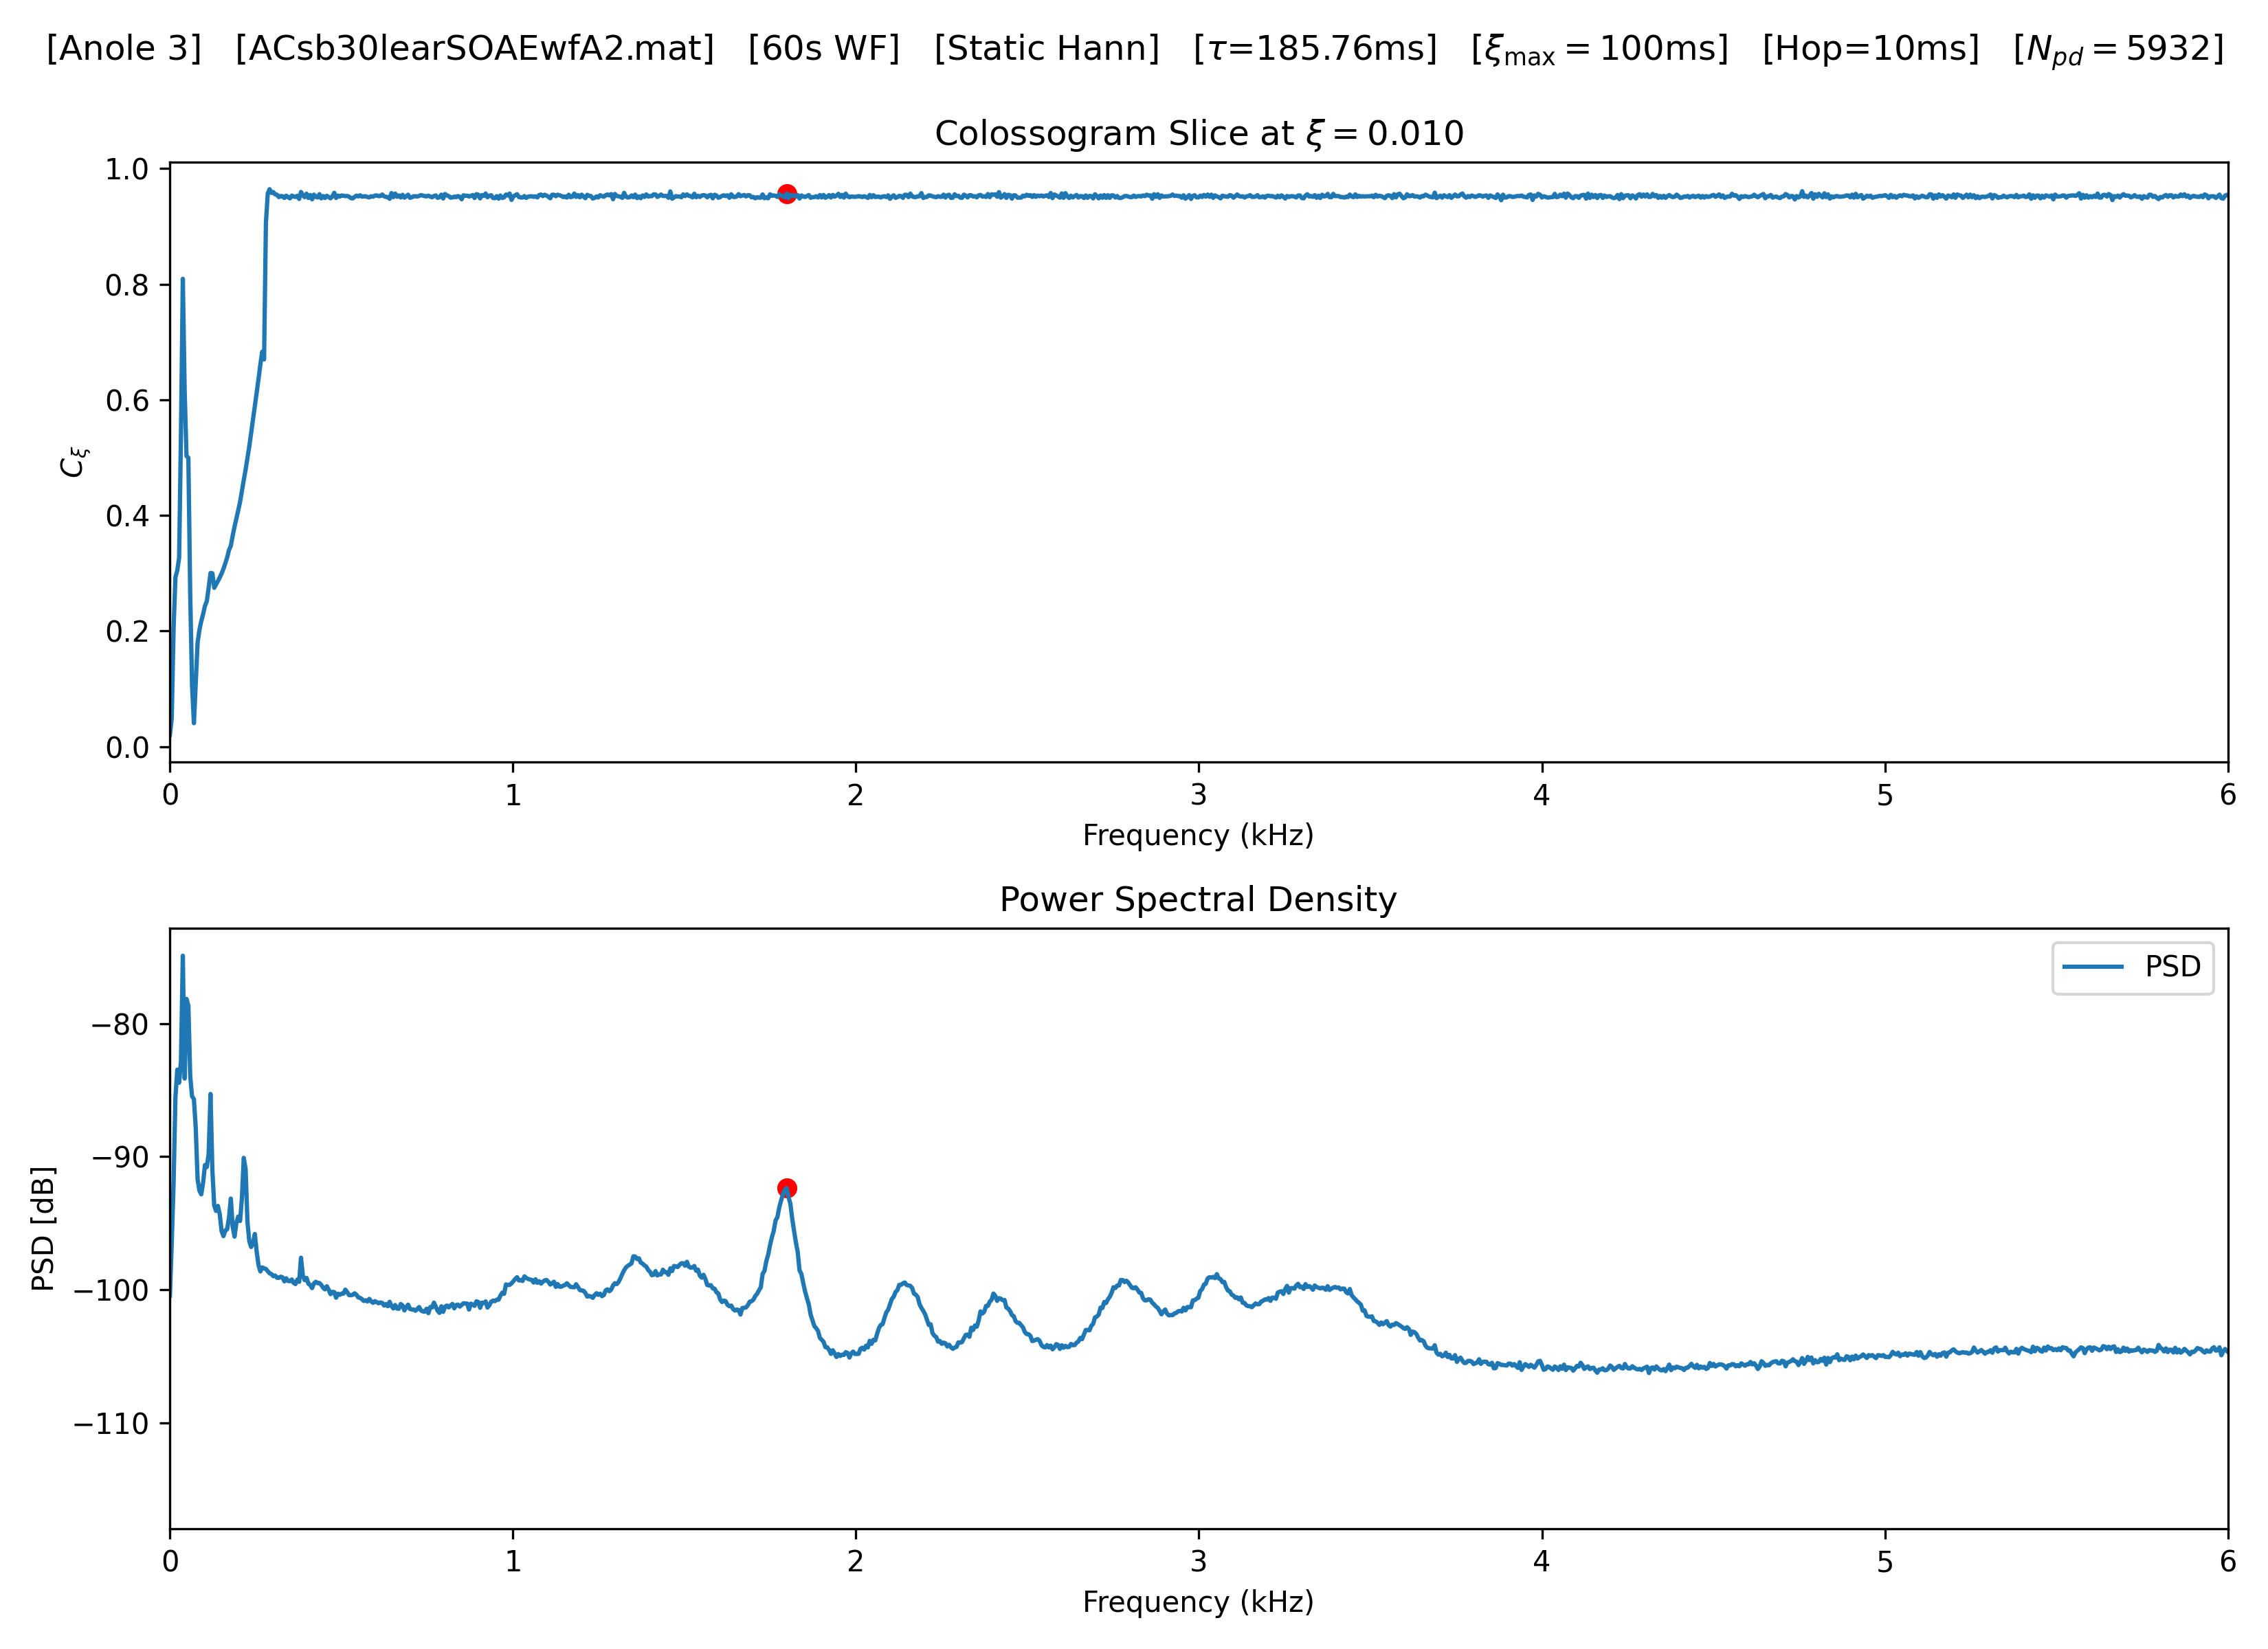 [Anole 3] [ACsb30learSOAEwfA2.mat] [60s WF] [Static Hann] [τ=185.76ms] [ξmax = 100ms] [Hop=10ms] [Npd = 5932]
Colossogram Slice at ξ = 0.010
1.0
0.8
0.6
0.4
0.2
0.0
Cξ
0 1 2 3 4 5 6
Frequency (kHz)
Power Spectral Density
PSD
−80
−90
−100
−110
PSD [dB]
0 1 2 3 4 5 6
Frequency (kHz)